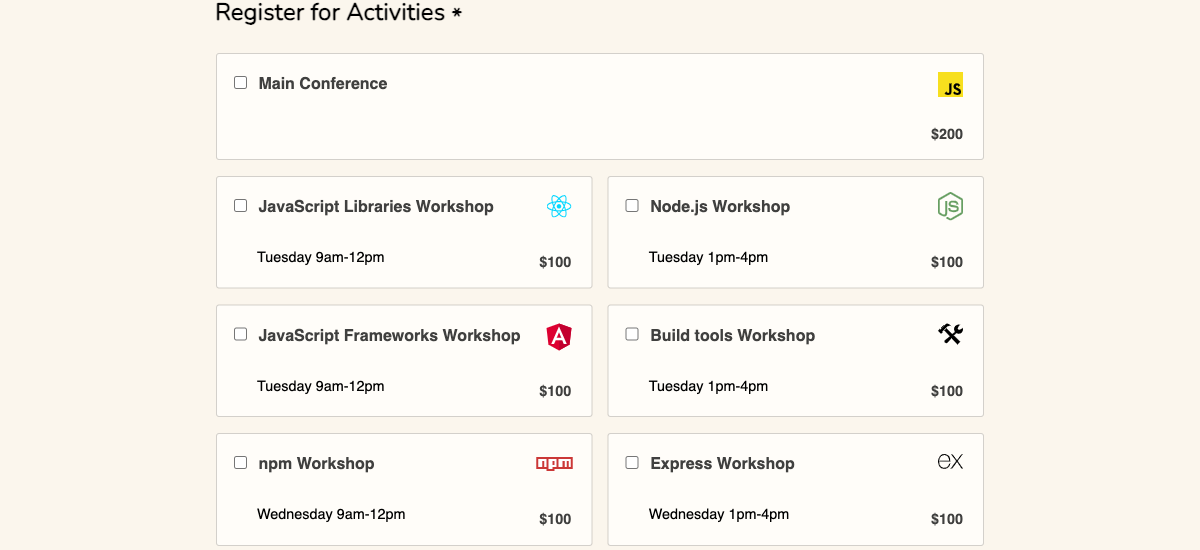 Register for Activities *
Main Conference
JS
$200
JavaScript Libraries Workshop
Tuesday 9am-12pm
$100
Node.js Workshop
JS
Tuesday 1pm-4pm
$100
JavaScript Frameworks Workshop
A
Tuesday 9am-12pm
$100
Build tools Workshop
Tuesday 1pm-4pm
$100
npm Workshop
npm
Wednesday 9am-12pm
$100
Express Workshop
ex
Wednesday 1pm-4pm
$100